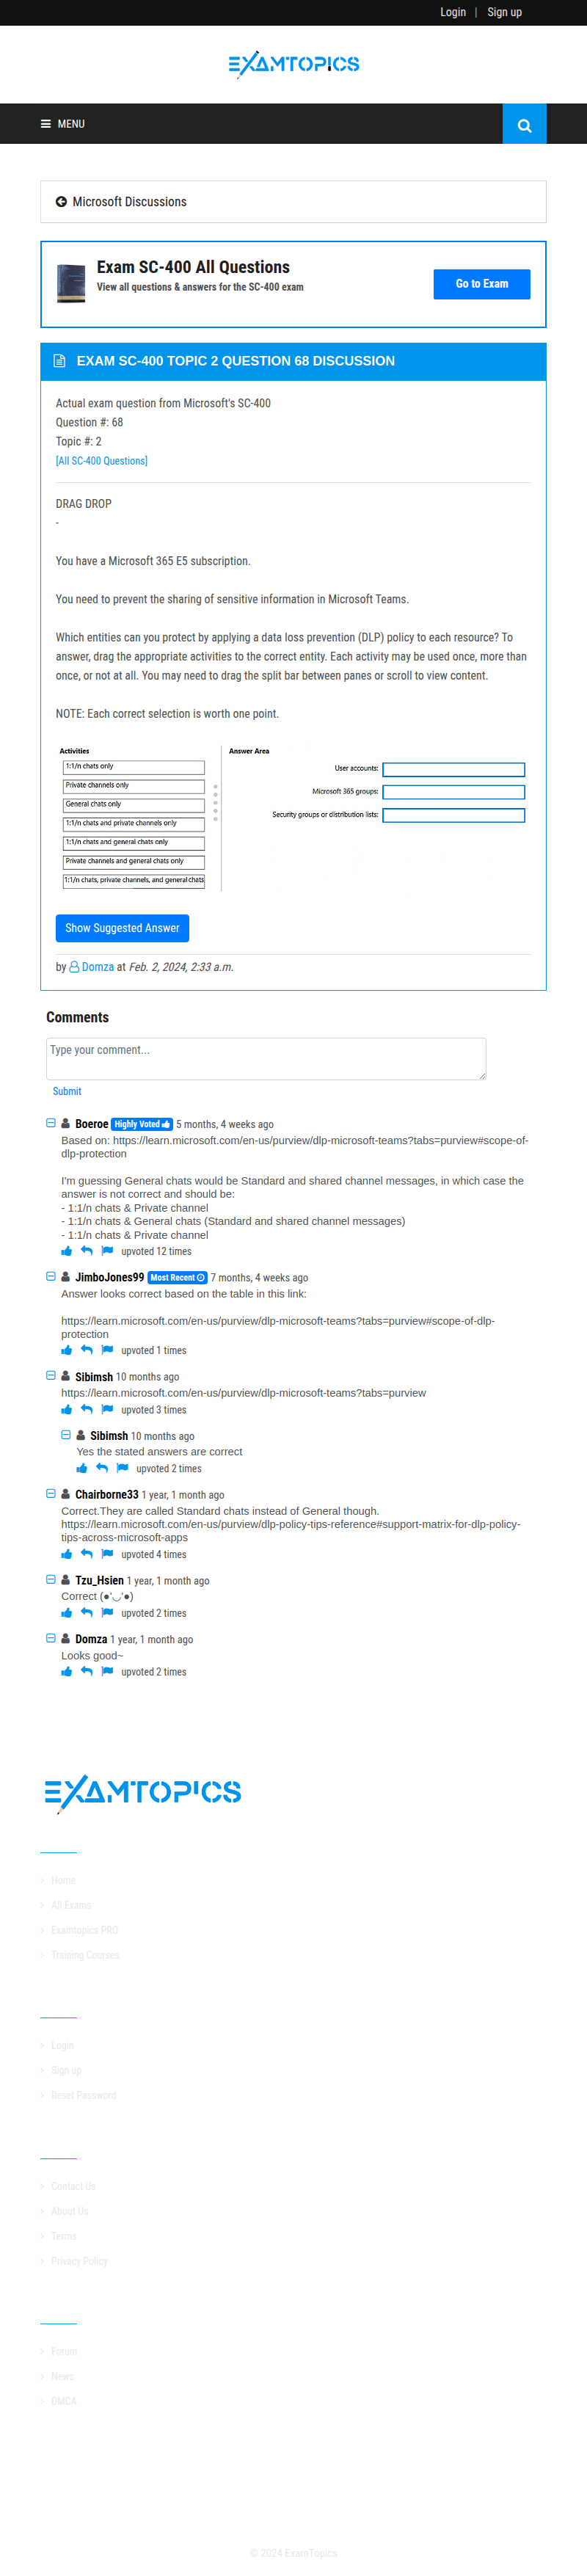 Login | Sign up
EXAMTOPICS
MENU
Microsoft Discussions
Exam SC-400 All Questions
View all questions & answers for the SC-400 exam
Go to Exam
EXAM SC-400 TOPIC 2 QUESTION 68 DISCUSSION
Actual exam question from Microsoft's SC-400
Question #: 68
Topic #: 2
[All SC-400 Questions]
DRAG DROP
-
You have a Microsoft 365 E5 subscription.
You need to prevent the sharing of sensitive information in Microsoft Teams.
Which entities can you protect by applying a data loss prevention (DLP) policy to each resource? To
answer, drag the appropriate activities to the correct entity. Each activity may be used once, more than
once, or not at all. You may need to drag the split bar between panes or scroll to view content.
NOTE: Each correct selection is worth one point.
Activities
1:1/n chats only
Private channels only
General chats only
1:1/n chats and private channels only
1:1/n chats and general chats only
Private channels and general chats only
1:1/n chats, private channels, and general chats
Answer Area
User accounts:
Microsoft 365 groups:
Security groups or distribution lists:
Show Suggested Answer
by Domza at Feb. 2, 2024, 2:33 a.m.
Comments
Type your comment...
Submit
Boeroe Highly Voted 5 months, 4 weeks ago
Based on: https://learn.microsoft.com/en-us/purview/dlp-microsoft-teams?tabs=purview#scope-of-
dlp-protection
I'm guessing General chats would be Standard and shared channel messages, in which case the
answer is not correct and should be:
- 1:1/n chats & Private channel
- 1:1/n chats & General chats (Standard and shared channel messages)
- 1:1/n chats & Private channel
upvoted 12 times
JimboJones99 Most Recent 7 months, 4 weeks ago
Answer looks correct based on the table in this link:
https://learn.microsoft.com/en-us/purview/dlp-microsoft-teams?tabs=purview#scope-of-dlp-
protection
upvoted 1 times
Sibimsh 10 months ago
https://learn.microsoft.com/en-us/purview/dlp-microsoft-teams?tabs=purview
upvoted 3 times
Sibimsh 10 months ago
Yes the stated answers are correct
upvoted 2 times
Chairborne33 1 year, 1 month ago
Correct.They are called Standard chats instead of General though.
https://learn.microsoft.com/en-us/purview/dlp-policy-tips-reference#support-matrix-for-dlp-policy-
tips-across-microsoft-apps
upvoted 4 times
Tzu_Hsien 1 year, 1 month ago
Correct (●'◡'●)
upvoted 2 times
Domza 1 year, 1 month ago
Looks good~
upvoted 2 times
EXAMTOPICS
Home
All Exams
Examtopics PRO
Training Courses
Login
Sign up
Reset Password
Contact Us
About Us
Terms
Privacy Policy
Forum
News
DMCA
© 2024 ExamTopics